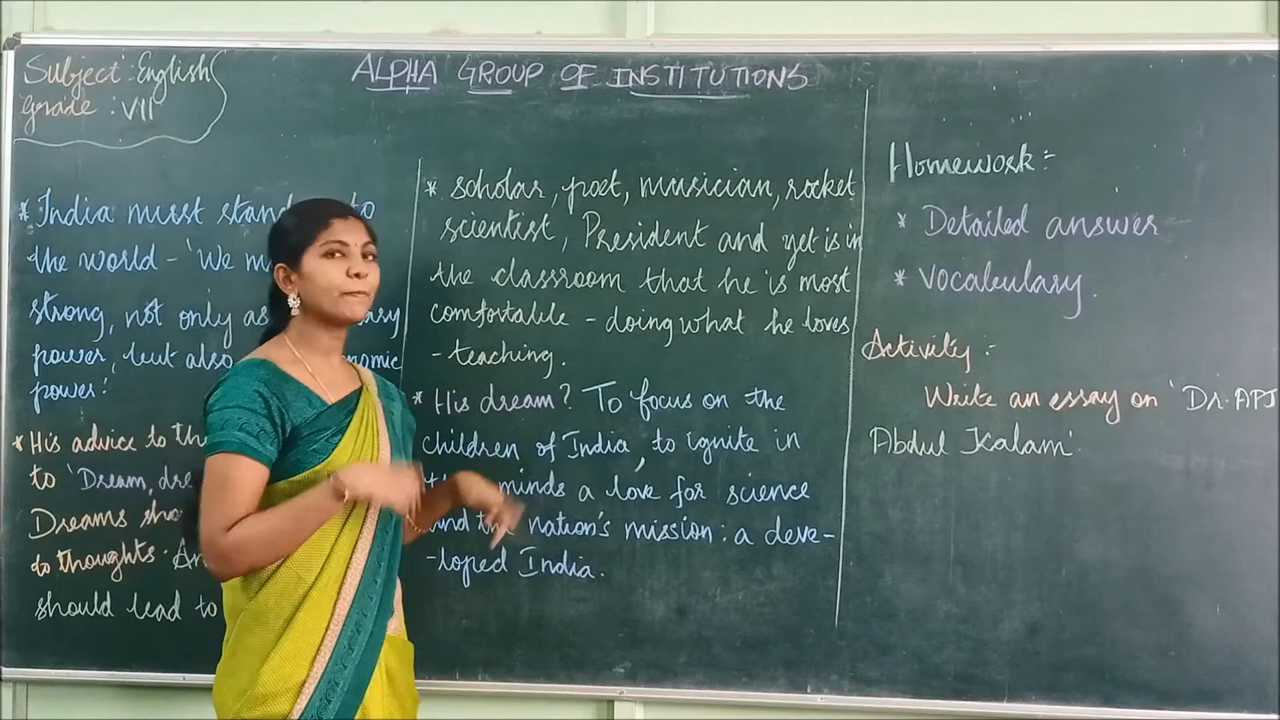 Subject: English
Grade : VII
ALPHA GROUP OF INSTITUTIONS
* India must stand to
the world - 'We
strong, not only as
power, but also
power!
* His advice to
to 'Dream,
Dreams
to thoughts.
should lead to
* scholar, poet, musician, rocket
scientist, President and yet is in
the classroom that he is most
comfortable - doing what he loves
- teaching.
* His dream? To focus on the
children of India, to ignite in
minds a love for science
and the nation's mission: a deve-
-loped India.
Homework:-
* Detailed answer
* Vocabulary.
Activity :-
Write an essay on 'Dr. APJ
Abdul Kalam'.